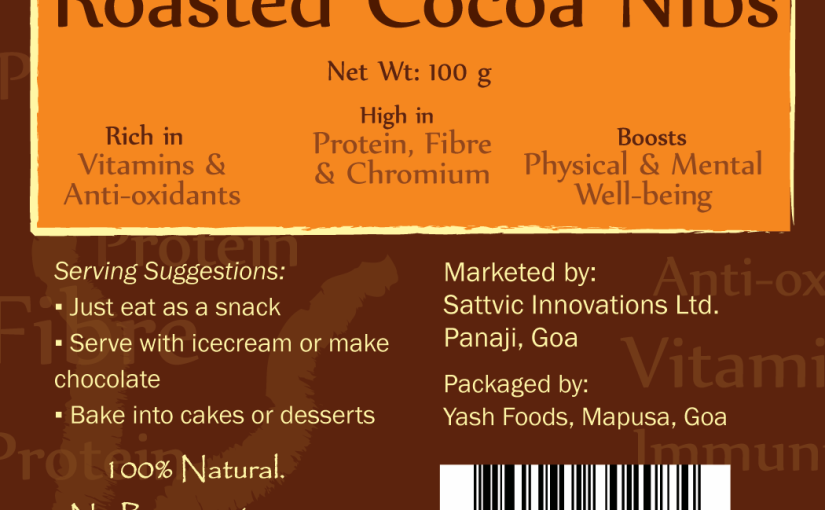 Roasted Cocoa Nibs
Net Wt: 100 g
Rich in
Vitamins &
Anti-oxidants
High in
Protein, Fibre
& Chromium
Boosts
Physical & Mental
Well-being
Protein
Fibre
Protein
Serving Suggestions:
▪ Just eat as a snack
▪ Serve with icecream or make
chocolate
▪ Bake into cakes or desserts
100% Natural.
Marketed by:
Sattvic Innovations Ltd.
Panaji, Goa
Packaged by:
Yash Foods, Mapusa, Goa
Anti-ox
Vitami
Immun